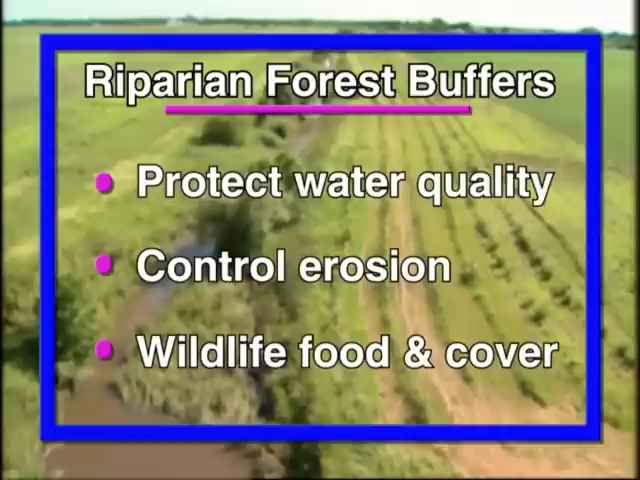 Riparian Forest Buffers
Protect water quality
Control erosion
Wildlife food & cover